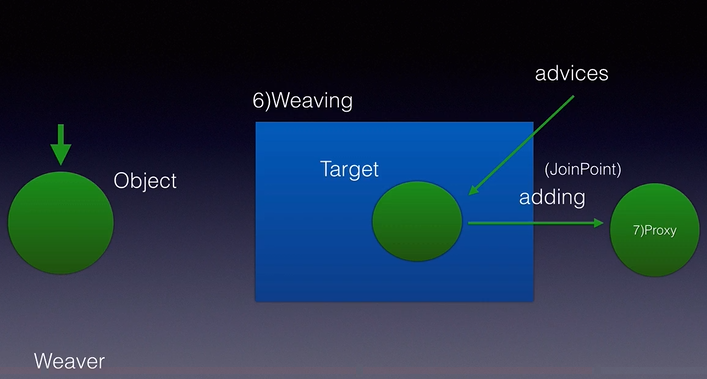 advices
6)Weaving
Target
(JoinPoint)
Object
adding
7)Proxy
Weaver